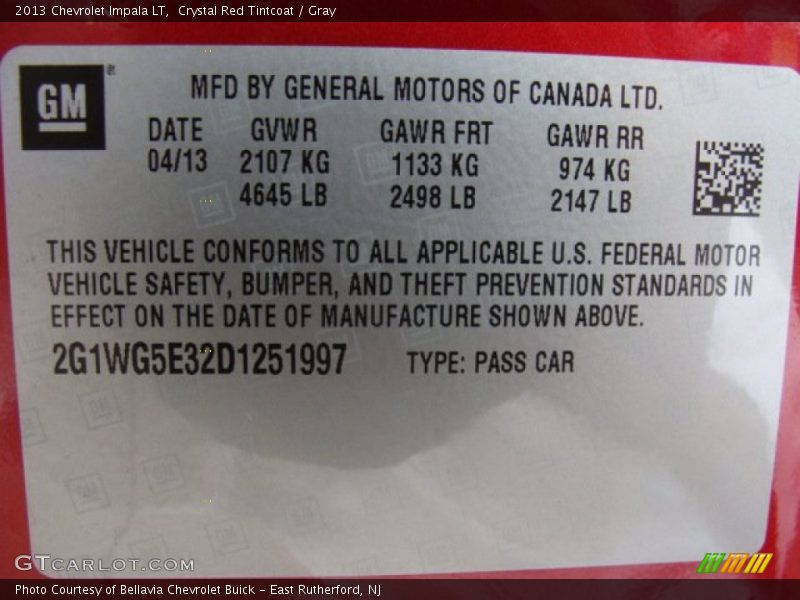 2013 Chevrolet Impala LT,  Crystal Red Tintcoat / Gray
GM
MFD BY GENERAL MOTORS OF CANADA LTD.
DATE GVWR GAWR FRT GAWR RR
04/13 2107 KG 1133 KG 974 KG
4645 LB 2498 LB 2147 LB
THIS VEHICLE CONFORMS TO ALL APPLICABLE U.S. FEDERAL MOTOR
VEHICLE SAFETY, BUMPER, AND THEFT PREVENTION STANDARDS IN
EFFECT ON THE DATE OF MANUFACTURE SHOWN ABOVE.
2G1WG5E32D1251997 TYPE: PASS CAR
GTCARLOT.COM
Photo Courtesy of Bellavia Chevrolet Buick – East Rutherford, NJ